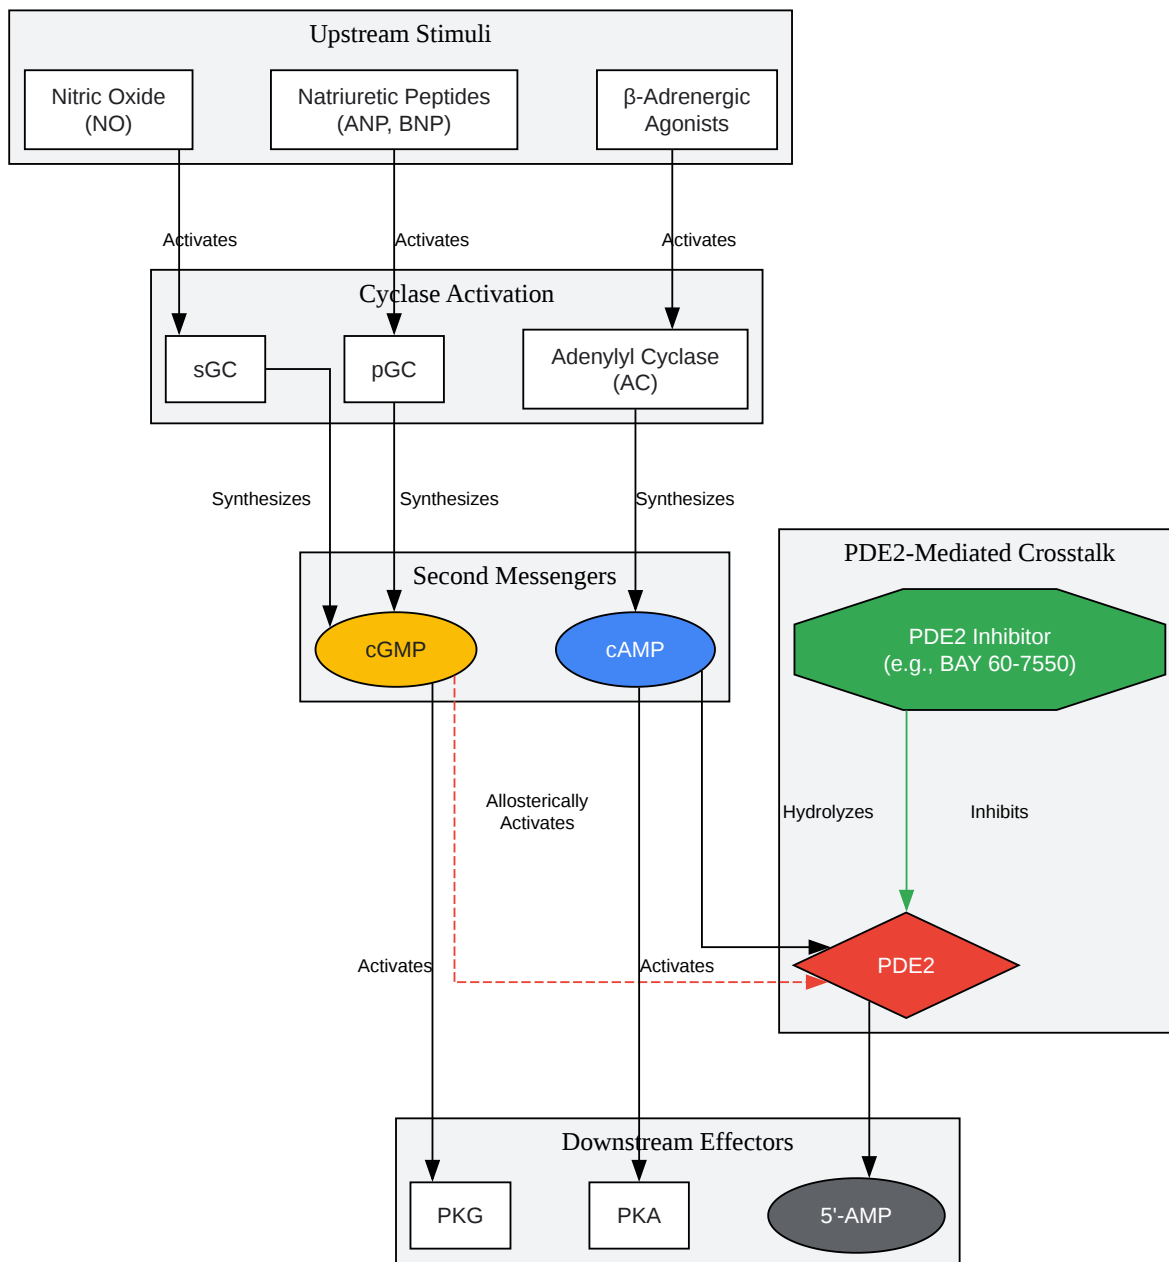 Upstream Stimuli
Nitric Oxide
(NO)
Natriuretic Peptides
(ANP, BNP)
β-Adrenergic
Agonists
Activates
Activates
Activates
Cyclase Activation
sGC
pGC
Adenylyl Cyclase
(AC)
Synthesizes
Synthesizes
Synthesizes
Second Messengers
cGMP
cAMP
PDE2-Mediated Crosstalk
PDE2 Inhibitor
(e.g., BAY 60-7550)
Allosterically
Activates
Hydrolyzes
Inhibits
Activates
Activates
PDE2
Downstream Effectors
PKG
PKA
5'-AMP